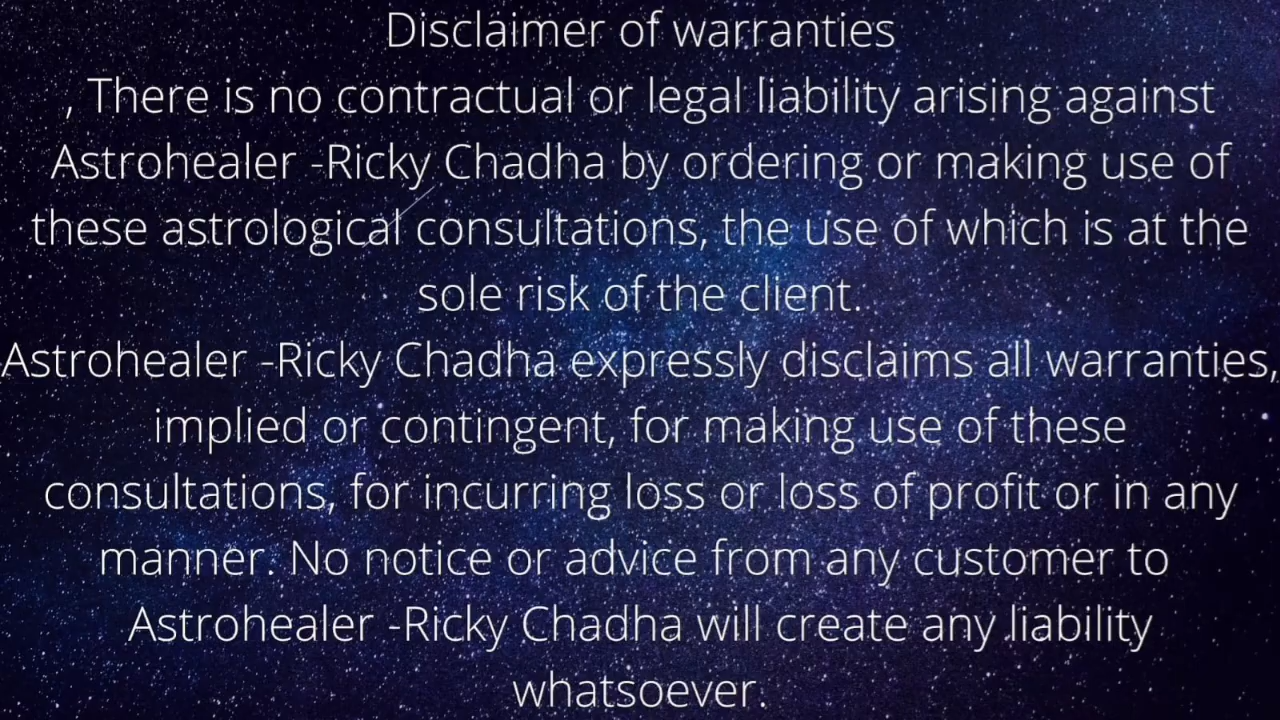 Disclaimer of warranties
, There is no contractual or legal liability arising against
Astrohealer -Ricky Chadha by ordering or making use of
these astrological consultations, the use of which is at the
sole risk of the client.
Astrohealer -Ricky Chadha expressly disclaims all warranties,
implied or contingent, for making use of these
consultations, for incurring loss or loss of profit or in any
manner. No notice or advice from any customer to
Astrohealer -Ricky Chadha will create any liability
whatsoever.